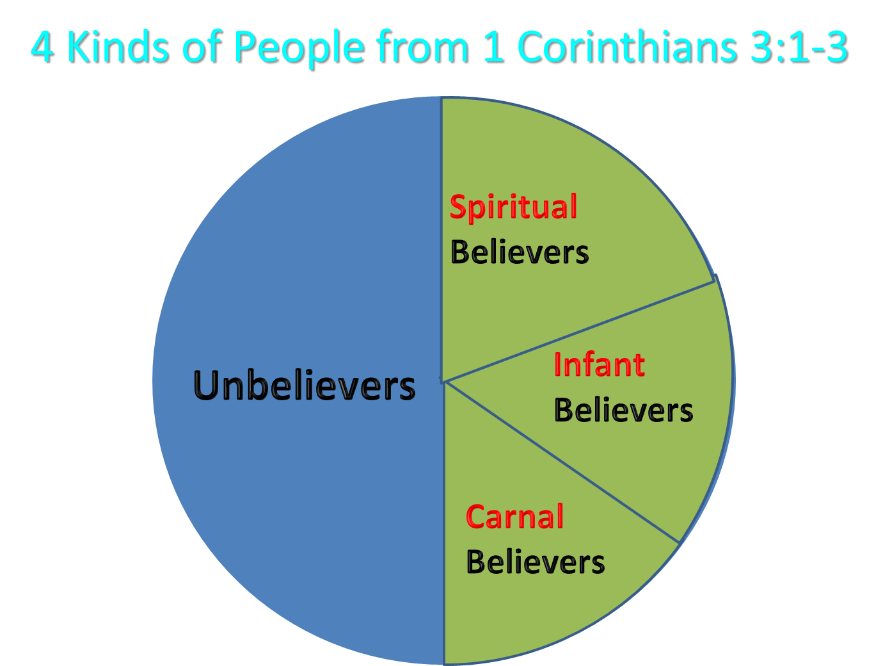 4 Kinds of People from 1 Corinthians 3:1-3
Spiritual
Believers
Infant
Believers
Unbelievers
Carnal
Believers